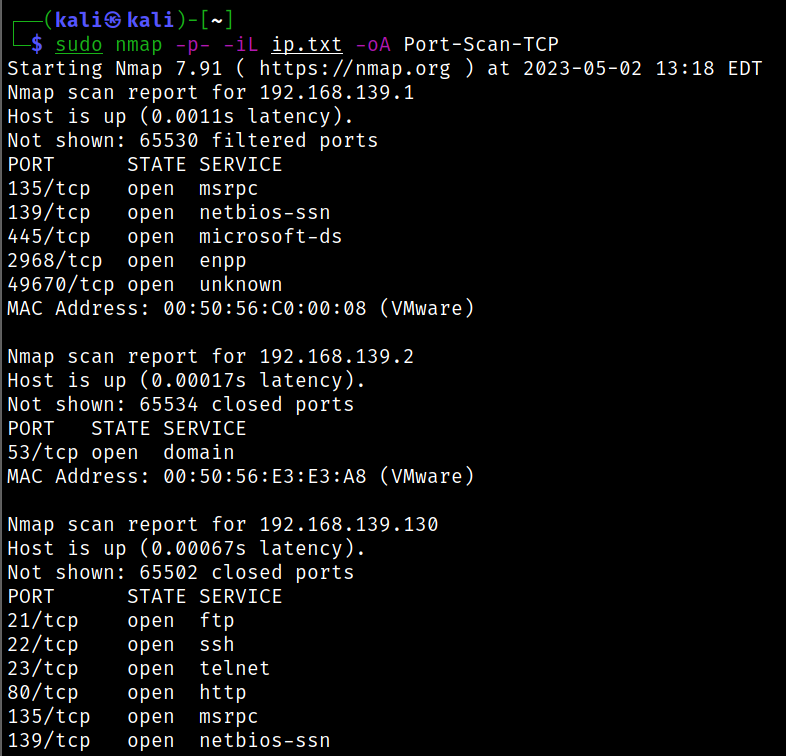 ┌──(kali㉿kali)-[~]
└─$ sudo nmap -p- -iL ip.txt -oA Port-Scan-TCP
Starting Nmap 7.91 ( https://nmap.org ) at 2023-05-02 13:18 EDT
Nmap scan report for 192.168.139.1
Host is up (0.0011s latency).
Not shown: 65530 filtered ports
PORT      STATE SERVICE
135/tcp   open  msrpc
139/tcp   open  netbios-ssn
445/tcp   open  microsoft-ds
2968/tcp  open  enpp
49670/tcp open  unknown
MAC Address: 00:50:56:C0:00:08 (VMware)

Nmap scan report for 192.168.139.2
Host is up (0.00017s latency).
Not shown: 65534 closed ports
PORT   STATE SERVICE
53/tcp open  domain
MAC Address: 00:50:56:E3:E3:A8 (VMware)

Nmap scan report for 192.168.139.130
Host is up (0.00067s latency).
Not shown: 65502 closed ports
PORT      STATE SERVICE
21/tcp    open  ftp
22/tcp    open  ssh
23/tcp    open  telnet
80/tcp    open  http
135/tcp   open  msrpc
139/tcp   open  netbios-ssn